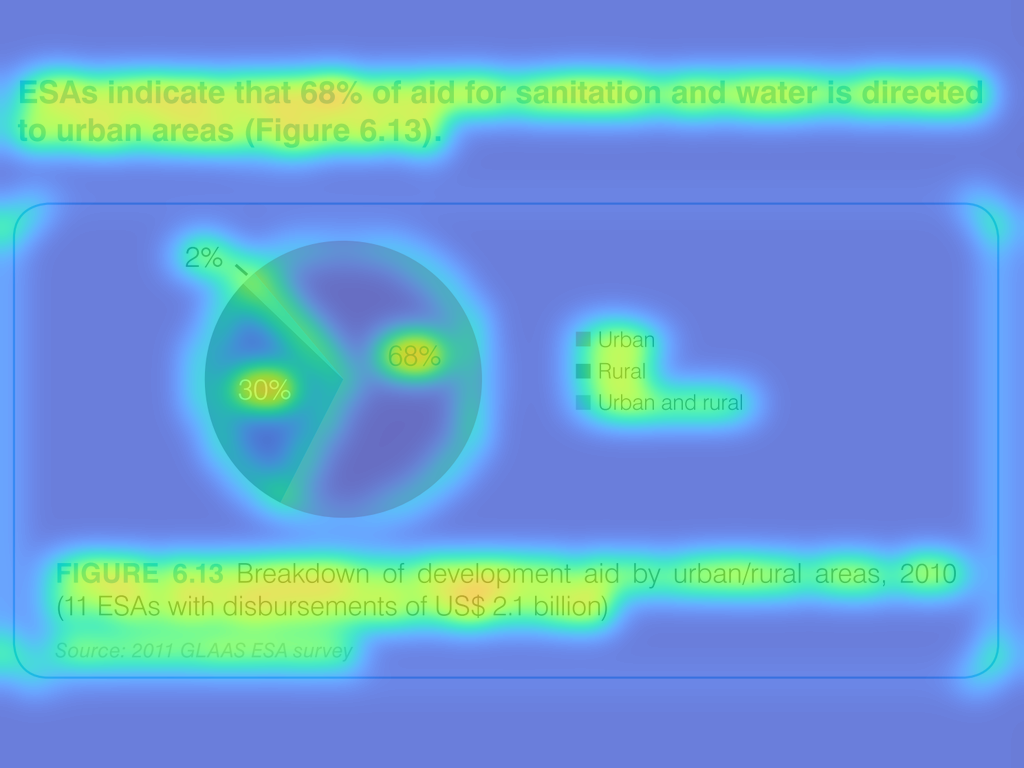 ESAs indicate that 68% of aid for sanitation and water is directed
to urban areas (Figure 6.13).
2%
68%
30%
Urban
Rural
Urban and rural
FIGURE 6.13 Breakdown of development aid by urban/rural areas, 2010
(11 ESAs with disbursements of US$ 2.1 billion)
Source: 2011 GLAAS ESA survey